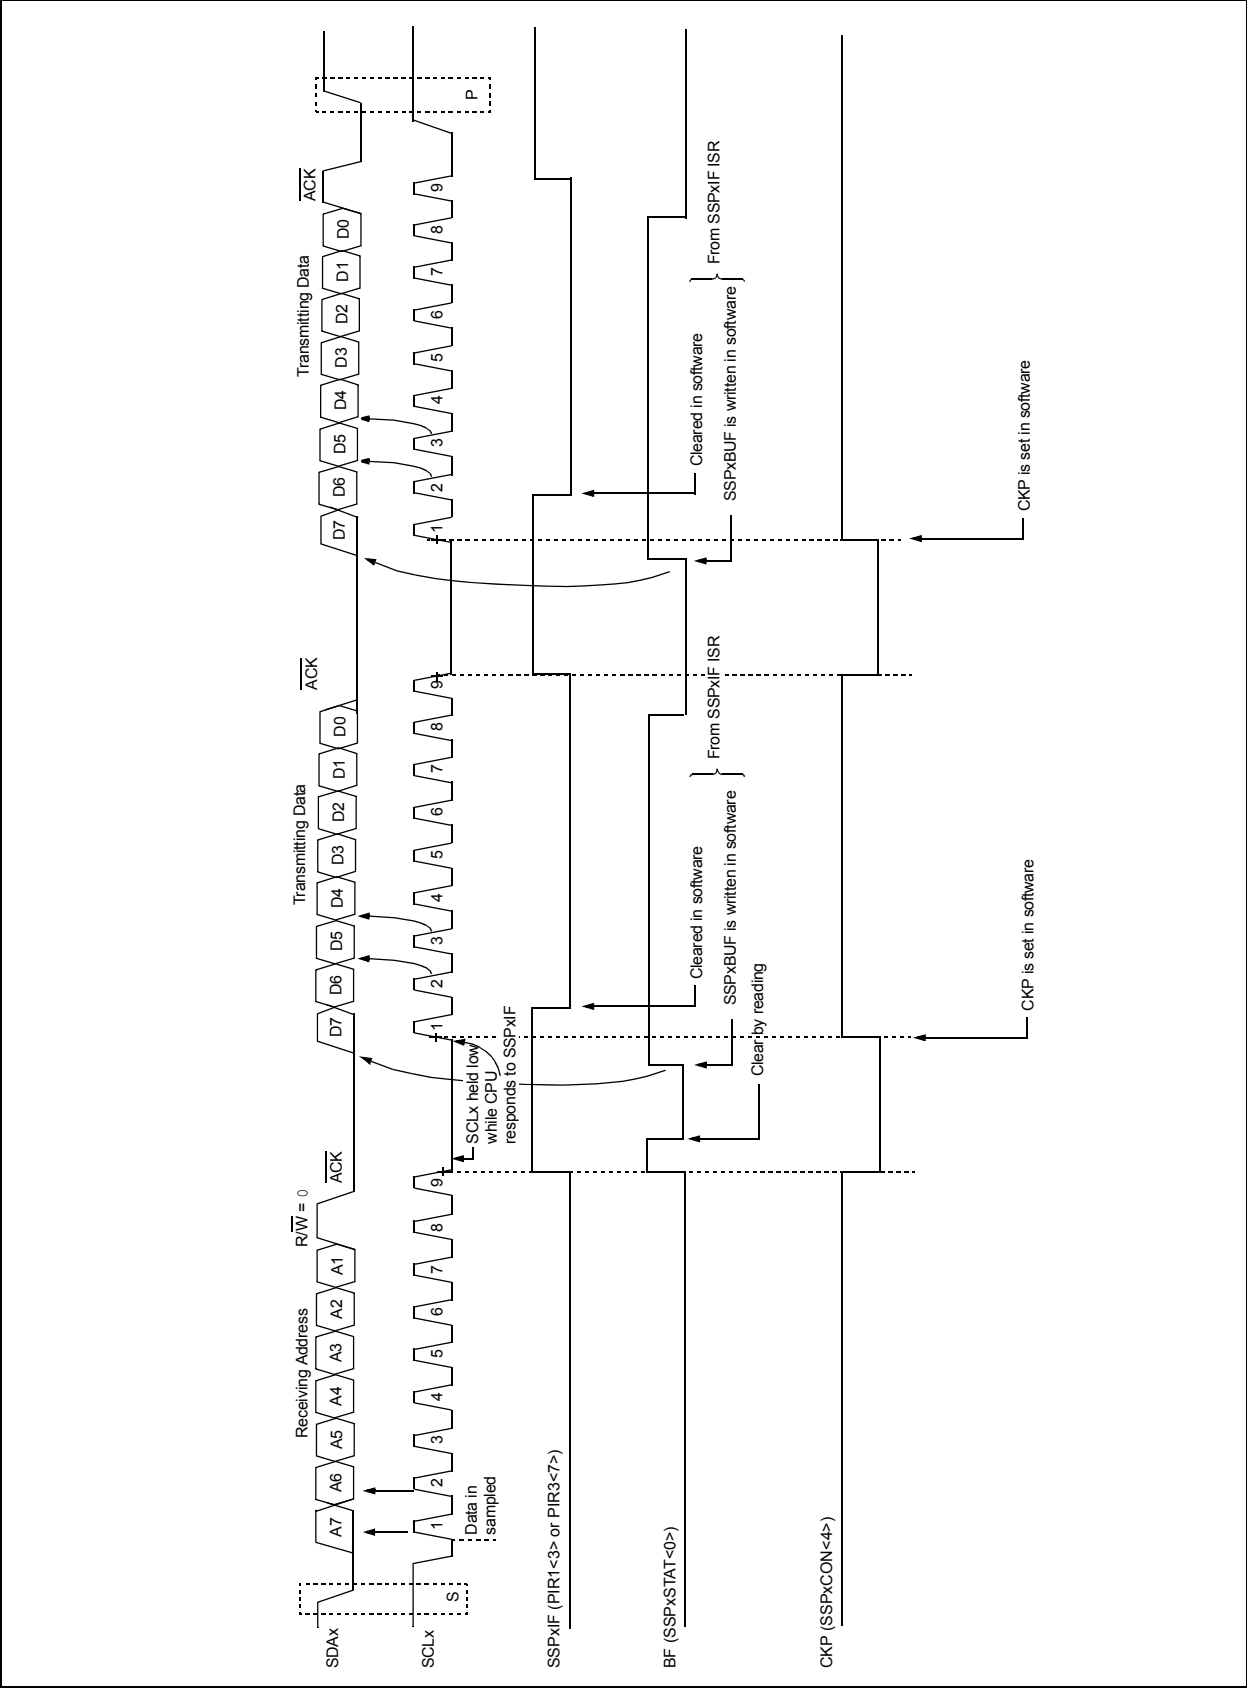 Receiving Address
R/W = 0
ACK
Transmitting Data
ACK
Transmitting Data
ACK
SDAx
A7 A6 A5 A4 A3 A2 A1
D7 D6 D5 D4 D3 D2 D1 D0
D7 D6 D5 D4 D3 D2 D1 D0
SCLx
1 2 3 4 5 6 7 8 9
1 2 3 4 5 6 7 8 9
1 2 3 4 5 6 7 8 9
S
P
Data in
sampled
SCLx held low
while CPU
responds to SSPxIF
SSPxIF (PIR1<3> or PIR3<7>)
BF (SSPxSTAT<0>)
Cleared in software
From SSPxIF ISR
SSPxBUF is written in software
Clear by reading
Cleared in software
From SSPxIF ISR
SSPxBUF is written in software
CKP (SSPxCON<4>)
CKP is set in software
CKP is set in software